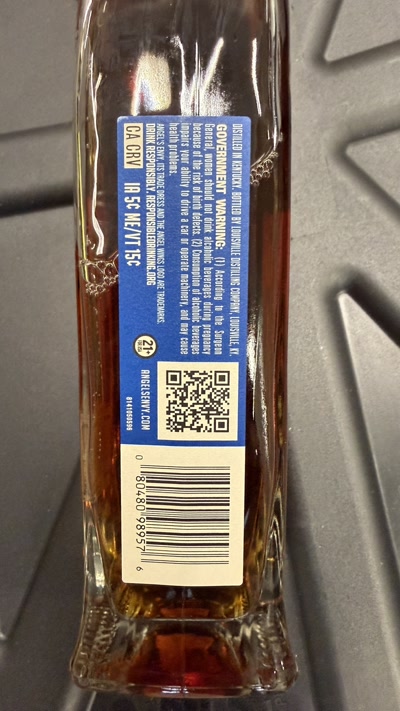 DISTILLED IN KENTUCKY. BOTTLED BY LOUISVILLE DISTILLING COMPANY, LOUISVILLE, KY.
GOVERNMENT WARNING: (1) According to the Surgeon
General, women should not drink alcoholic beverages during pregnancy
because of the risk of birth defects. (2) Consumption of alcoholic beverages
impairs your ability to drive a car or operate machinery, and may cause
health problems.
ANGEL'S ENVY, ITS TRADE DRESS AND THE ANGEL WINGS LOGO ARE TRADEMARKS.
DRINK RESPONSIBLY. RESPONSIBLEDRINKING.ORG
CA CRV IA 5¢ ME/VT 15¢
21+
ANGELSENVY.COM
0 80480 98957 6